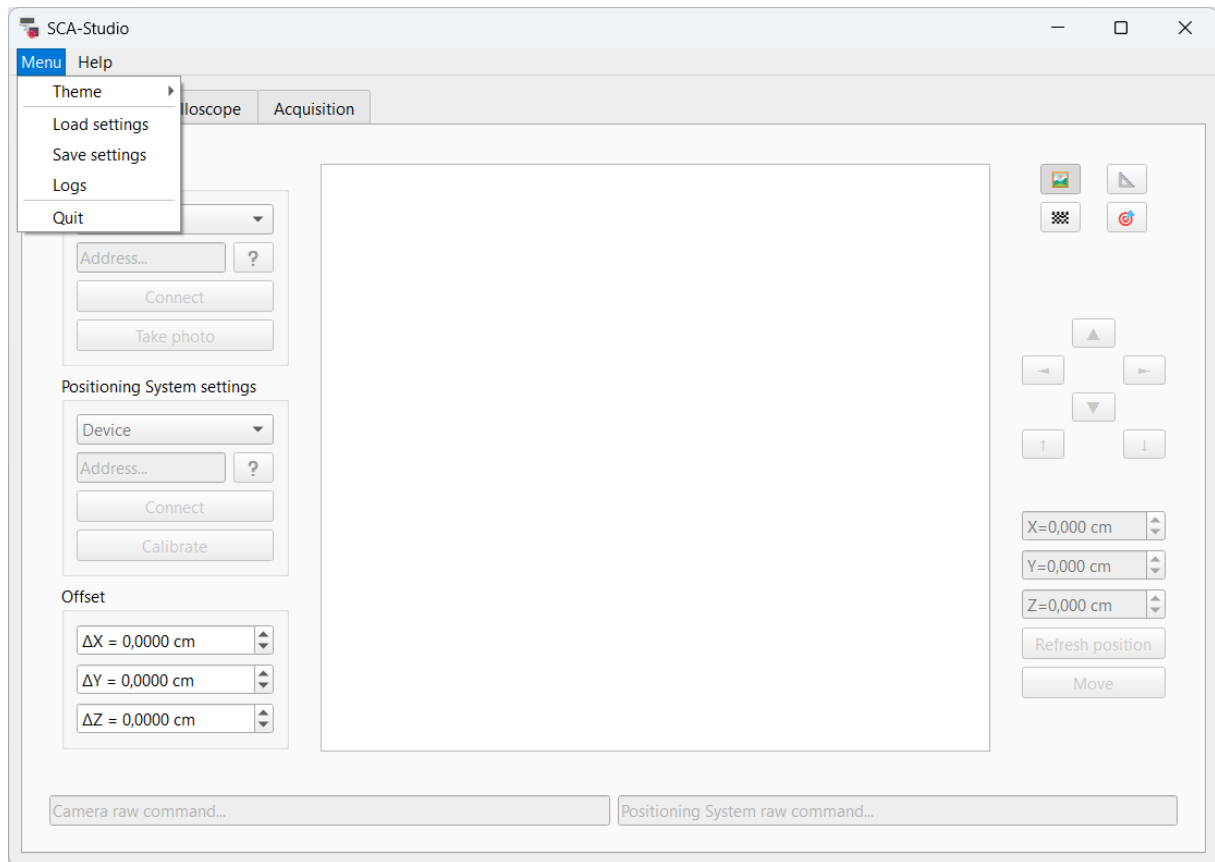 SCA-Studio
Menu Help
Theme
lloscope Acquisition
Load settings
Save settings
Logs
Quit
Address... ?
Connect
Take photo
Positioning System settings
Device
Address... ?
Connect
Calibrate
Offset
ΔX = 0,0000 cm
ΔY = 0,0000 cm
ΔZ = 0,0000 cm
X=0,000 cm
Y=0,000 cm
Z=0,000 cm
Refresh position
Move
Camera raw command... Positioning System raw command...